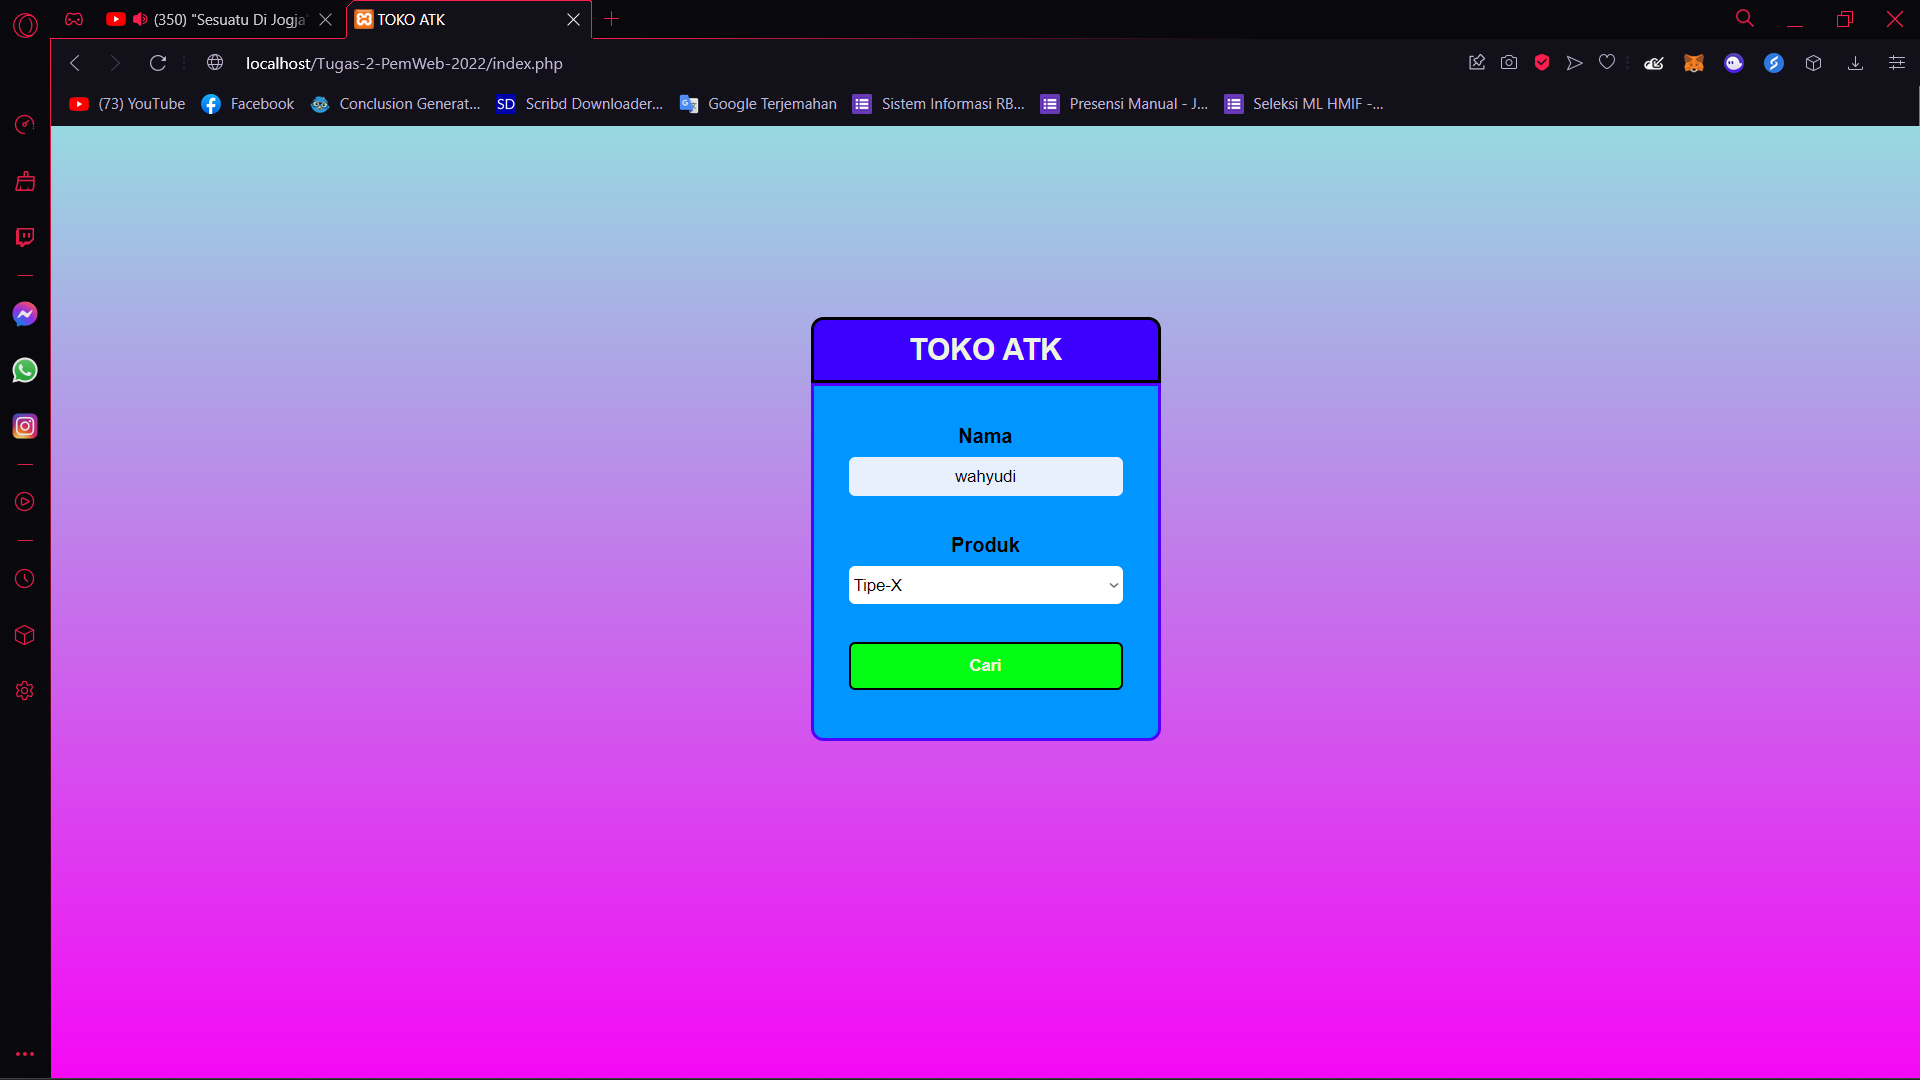 (350) "Sesuatu Di Jogja
TOKO ATK
localhost/Tugas-2-PemWeb-2022/index.php
(73) YouTube
Facebook
Conclusion Generat...
SD
Scribd Downloader...
Google Terjemahan
Sistem Informasi RB...
Presensi Manual - J...
Seleksi ML HMIF -...
TOKO ATK
Nama
wahyudi
Produk
Tipe-X
Cari